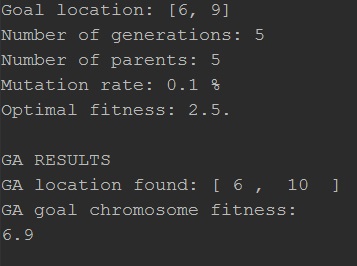 Goal location: [6, 9]
Number of generations: 5
Number of parents: 5
Mutation rate: 0.1 %
Optimal fitness: 2.5.
GA RESULTS
GA location found: [ 6 ,  10  ]
GA goal chromosome fitness:
6.9